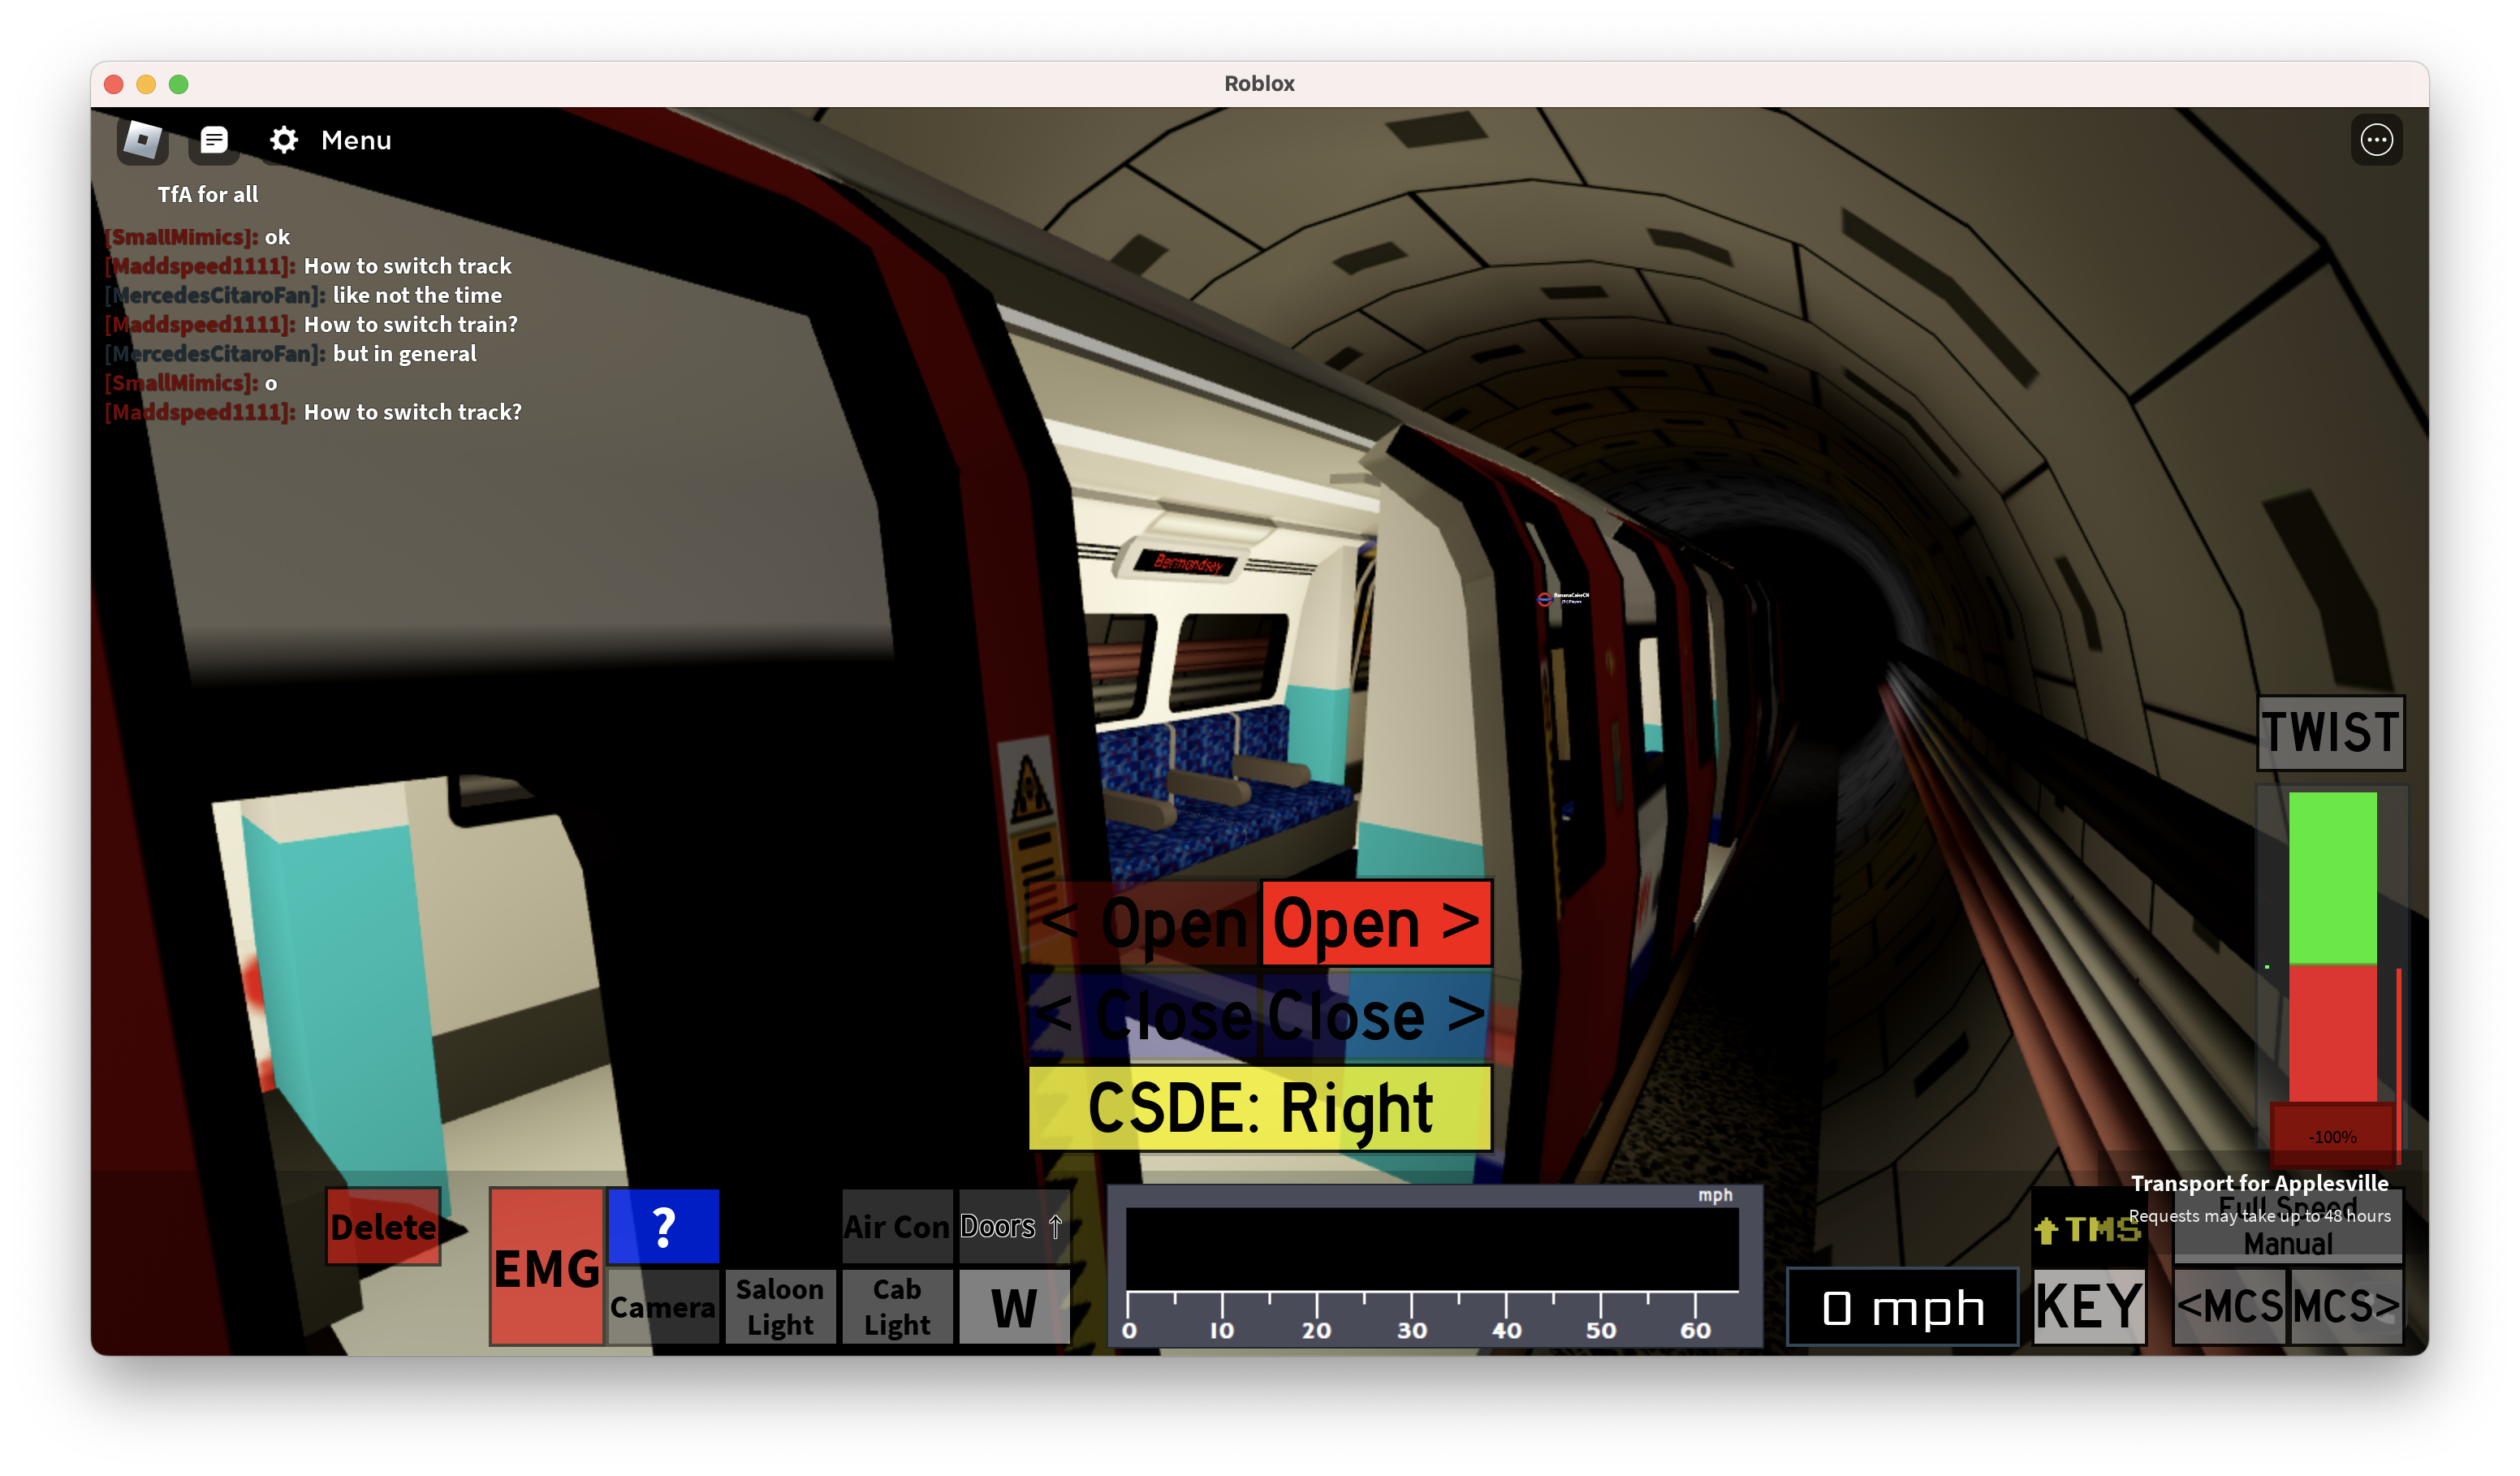 Roblox
Menu
TfA for all
[SmallMimics]: ok
[Maddspeed1111]: How to switch track
[MercedesCitaroFan]: like not the time
[Maddspeed1111]: How to switch train?
[MercedesCitaroFan]: but in general
[SmallMimics]: o
[Maddspeed1111]: How to switch track?
Bermondsey
BananaCakeCK
TWIST
< Open Open >
< Close Close >
CSDE: Right
-100%
Delete
EMG
?
Air Con
Doors ↑
Camera
Saloon
Light
Cab
Light
W
mph
0 10 20 30 40 50 60
0 mph
↑TMS
KEY
Transport for Applesville
Requests may take up to 48 hours
Full Speed
Manual
<MCS MCS>